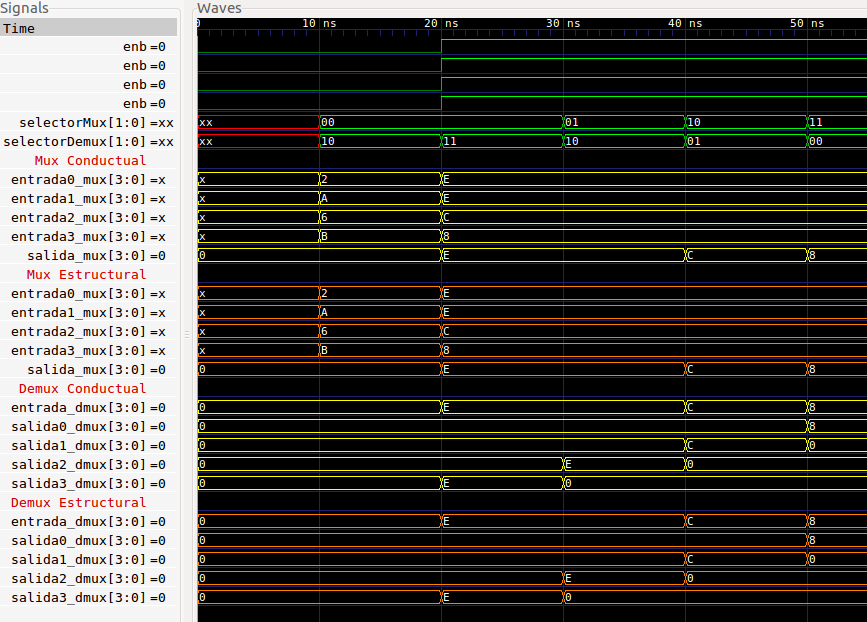 Signals Waves
Time 0 10 ns 20 ns 30 ns 40 ns 50 ns
enb=0
enb=0
enb=0
enb=0
selectorMux[1:0]=xx xx 00 01 10 11
selectorDemux[1:0]=xx xx 10 11 10 01 00
Mux Conductual
entrada0_mux[3:0]=x x 2 E
entrada1_mux[3:0]=x x A E
entrada2_mux[3:0]=x x 6 C
entrada3_mux[3:0]=x x B 8
salida_mux[3:0]=0 0 E C 8
Mux Estructural
entrada0_mux[3:0]=x x 2 E
entrada1_mux[3:0]=x x A E
entrada2_mux[3:0]=x x 6 C
entrada3_mux[3:0]=x x B 8
salida_mux[3:0]=0 0 E C 8
Demux Conductual
entrada_dmux[3:0]=0 0 E C 8
salida0_dmux[3:0]=0 0 8
salida1_dmux[3:0]=0 0 C 0
salida2_dmux[3:0]=0 0 E 0
salida3_dmux[3:0]=0 0 E 0
Demux Estructural
entrada_dmux[3:0]=0 0 E C 8
salida0_dmux[3:0]=0 0 8
salida1_dmux[3:0]=0 0 C 0
salida2_dmux[3:0]=0 0 E 0
salida3_dmux[3:0]=0 0 E 0